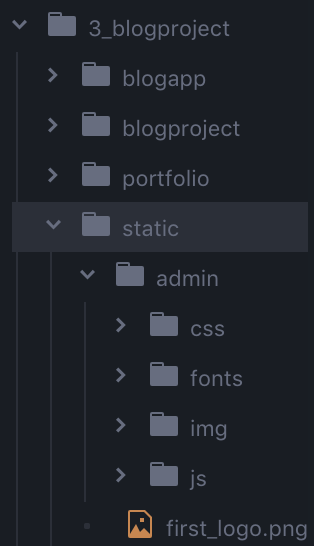 3_blogproject
blogapp
blogproject
portfolio
static
admin
css
fonts
img
js
first_logo.png